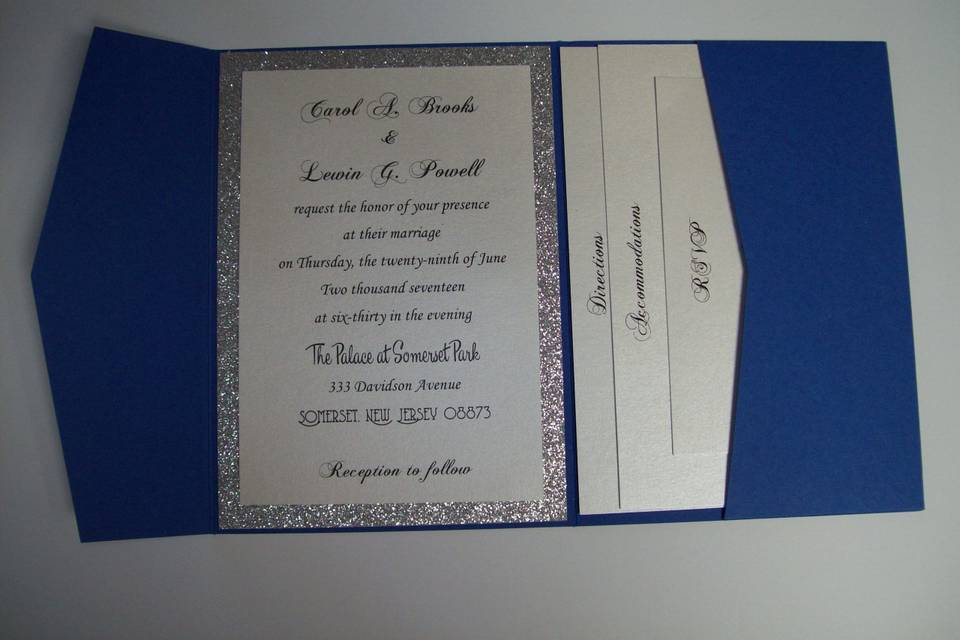 Carol A. Brooks
&
Lewin G. Powell
request the honor of your presence
at their marriage
on Thursday, the twenty-ninth of June
Two thousand seventeen
at six-thirty in the evening
The Palace at Somerset Park
333 Davidson Avenue
SOMERSET, NEW JERSEY 08873
Reception to follow
Directions
Accommodations
RSVP